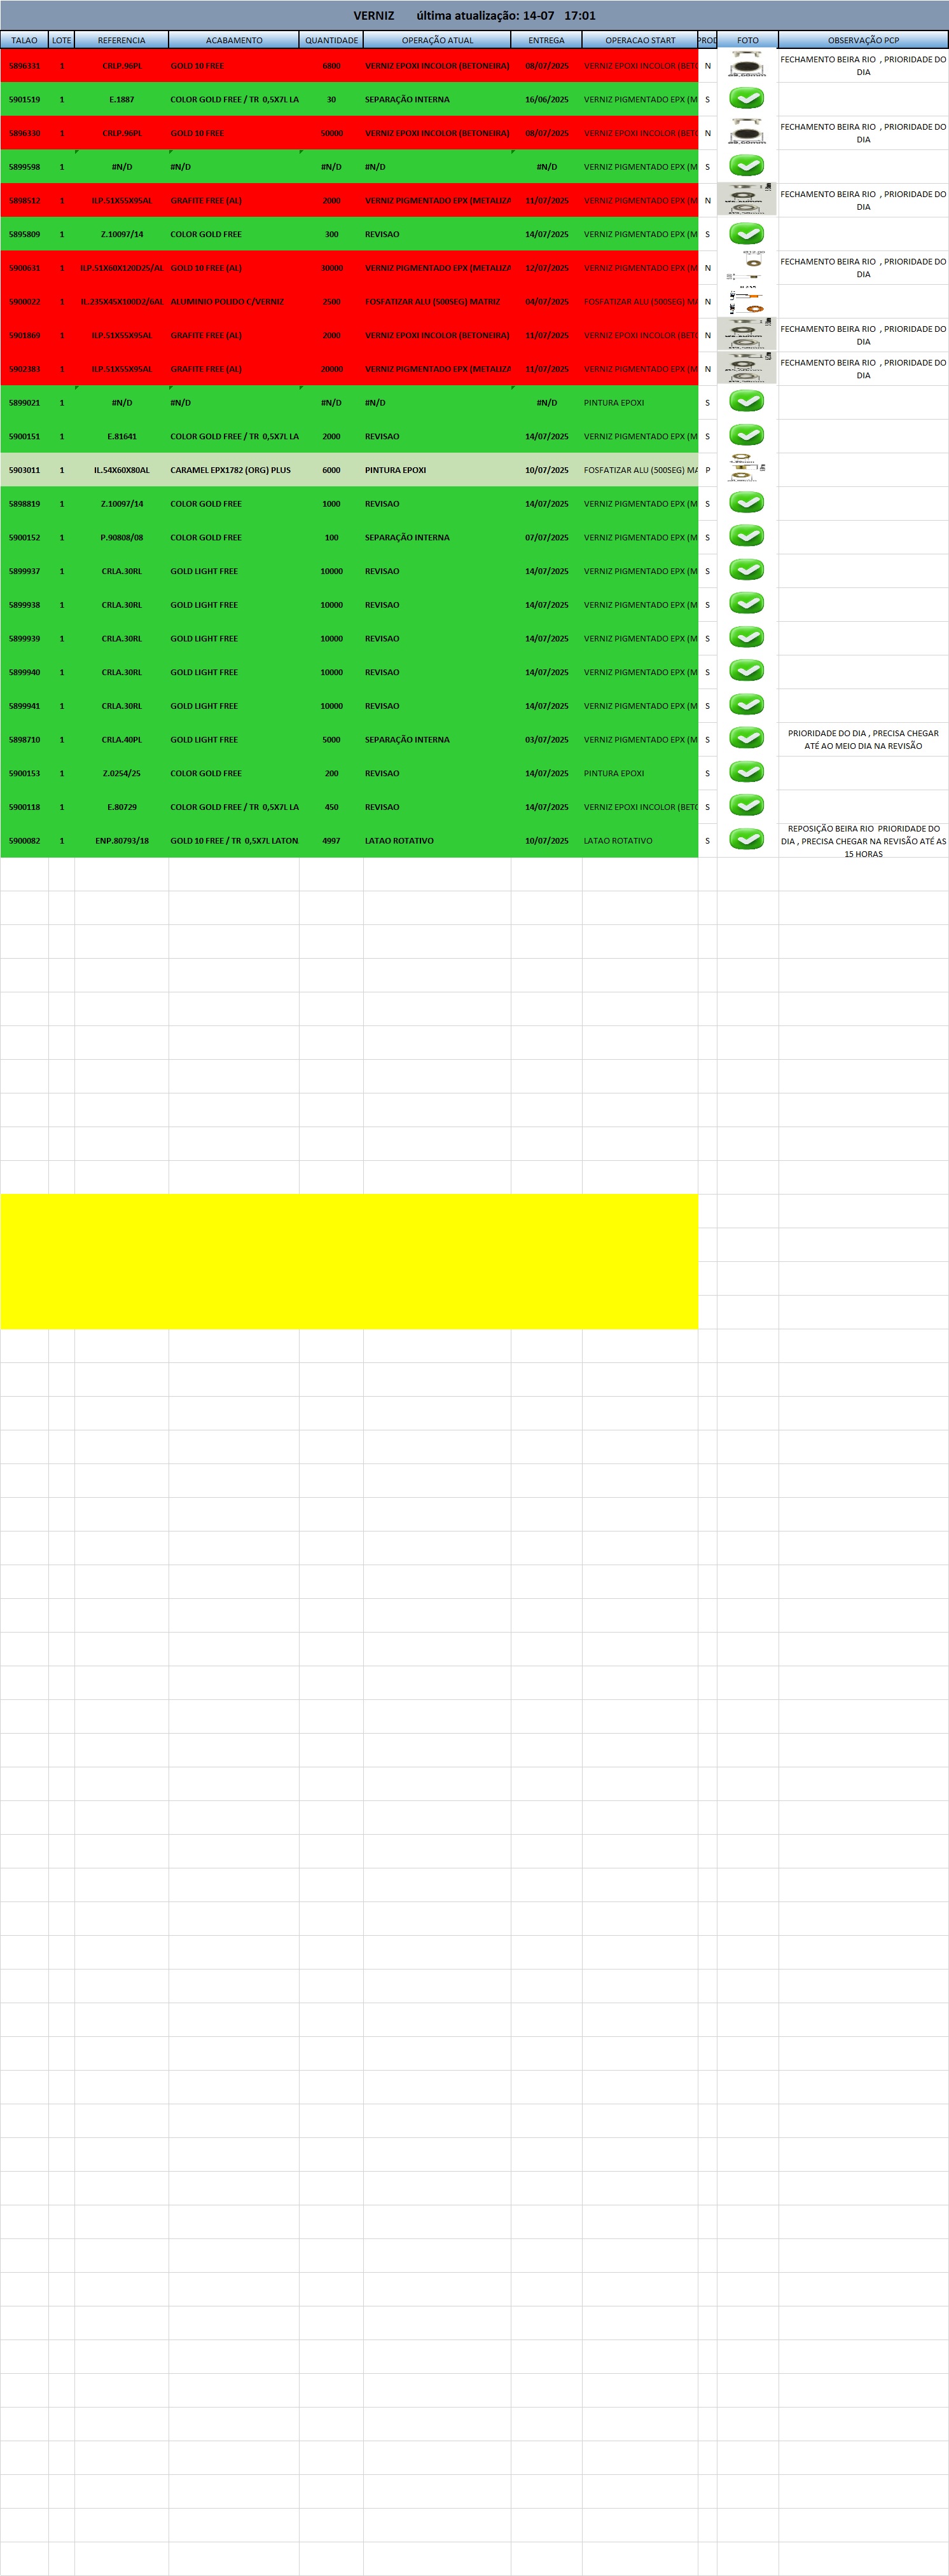 VERNIZ última atualização: 14-07 17:01
TALAO LOTE REFERENCIA ACABAMENTO QUANTIDADE OPERAÇÃO ATUAL ENTREGA OPERACAO START PROD FOTO OBSERVAÇÃO PCP
5896331 1 CRLP.96PL GOLD 10 FREE 6800 VERNIZ EPOXI INCOLOR (BETONEIRA) 08/07/2025 VERNIZ EPOXI INCOLOR (BETO N FECHAMENTO BEIRA RIO , PRIORIDADE DO
DIA
5901519 1 E.1887 COLOR GOLD FREE / TR 0,5X7L LA 30 SEPARAÇÃO INTERNA 16/06/2025 VERNIZ PIGMENTADO EPX (M S
5896330 1 CRLP.96PL GOLD 10 FREE 50000 VERNIZ EPOXI INCOLOR (BETONEIRA) 08/07/2025 VERNIZ EPOXI INCOLOR (BETO N FECHAMENTO BEIRA RIO , PRIORIDADE DO
DIA
5899598 1 #N/D #N/D #N/D #N/D #N/D VERNIZ PIGMENTADO EPX (M S
5898512 1 ILP.51X55X95AL GRAFITE FREE (AL) 2000 VERNIZ PIGMENTADO EPX (METALIZA 11/07/2025 VERNIZ PIGMENTADO EPX (M N FECHAMENTO BEIRA RIO , PRIORIDADE DO
DIA
5895809 1 Z.10097/14 COLOR GOLD FREE 300 REVISAO 14/07/2025 VERNIZ PIGMENTADO EPX (M S
5900631 1 ILP.51X60X120D25/AL GOLD 10 FREE (AL) 30000 VERNIZ PIGMENTADO EPX (METALIZA 12/07/2025 VERNIZ PIGMENTADO EPX (M N FECHAMENTO BEIRA RIO , PRIORIDADE DO
DIA
5900022 1 IL.235X45X100D2/6AL ALUMINIO POLIDO C/VERNIZ 2500 FOSFATIZAR ALU (500SEG) MATRIZ 04/07/2025 FOSFATIZAR ALU (500SEG) MA N
5901869 1 ILP.51X55X95AL GRAFITE FREE (AL) 2000 VERNIZ EPOXI INCOLOR (BETONEIRA) 11/07/2025 VERNIZ EPOXI INCOLOR (BETO N FECHAMENTO BEIRA RIO , PRIORIDADE DO
DIA
5902383 1 ILP.51X55X95AL GRAFITE FREE (AL) 20000 VERNIZ PIGMENTADO EPX (METALIZA 11/07/2025 VERNIZ PIGMENTADO EPX (M N FECHAMENTO BEIRA RIO , PRIORIDADE DO
DIA
5899021 1 #N/D #N/D #N/D #N/D #N/D PINTURA EPOXI S
5900151 1 E.81641 COLOR GOLD FREE / TR 0,5X7L LA 2000 REVISAO 14/07/2025 VERNIZ PIGMENTADO EPX (M S
5903011 1 IL.54X60X80AL CARAMEL EPX1782 (ORG) PLUS 6000 PINTURA EPOXI 10/07/2025 FOSFATIZAR ALU (500SEG) MA P
5898819 1 Z.10097/14 COLOR GOLD FREE 1000 REVISAO 14/07/2025 VERNIZ PIGMENTADO EPX (M S
5900152 1 P.90808/08 COLOR GOLD FREE 100 SEPARAÇÃO INTERNA 07/07/2025 VERNIZ PIGMENTADO EPX (M S
5899937 1 CRLA.30RL GOLD LIGHT FREE 10000 REVISAO 14/07/2025 VERNIZ PIGMENTADO EPX (M S
5899938 1 CRLA.30RL GOLD LIGHT FREE 10000 REVISAO 14/07/2025 VERNIZ PIGMENTADO EPX (M S
5899939 1 CRLA.30RL GOLD LIGHT FREE 10000 REVISAO 14/07/2025 VERNIZ PIGMENTADO EPX (M S
5899940 1 CRLA.30RL GOLD LIGHT FREE 10000 REVISAO 14/07/2025 VERNIZ PIGMENTADO EPX (M S
5899941 1 CRLA.30RL GOLD LIGHT FREE 10000 REVISAO 14/07/2025 VERNIZ PIGMENTADO EPX (M S
5898710 1 CRLA.40PL GOLD LIGHT FREE 5000 SEPARAÇÃO INTERNA 03/07/2025 VERNIZ PIGMENTADO EPX (M S PRIORIDADE DO DIA , PRECISA CHEGAR
ATÉ AO MEIO DIA NA REVISÃO
5900153 1 Z.0254/25 COLOR GOLD FREE 200 REVISAO 14/07/2025 PINTURA EPOXI S
5900118 1 E.80729 COLOR GOLD FREE / TR 0,5X7L LA 450 REVISAO 14/07/2025 VERNIZ EPOXI INCOLOR (BETO S
5900082 1 ENP.80793/18 GOLD 10 FREE / TR 0,5X7L LATON 4997 LATAO ROTATIVO 10/07/2025 LATAO ROTATIVO S REPOSIÇÃO BEIRA RIO PRIORIDADE DO
DIA , PRECISA CHEGAR NA REVISÃO ATÉ AS
15 HORAS